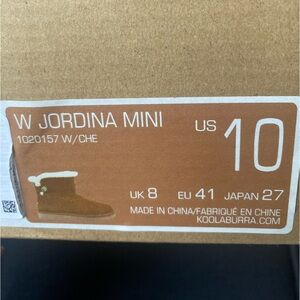 W JORDINA MINI
1020157 W/CHE
US 10
UK 8 EU 41 JAPAN 27
MADE IN CHINA/FABRIQUÉ EN CHINE
KOOLABURRA.COM